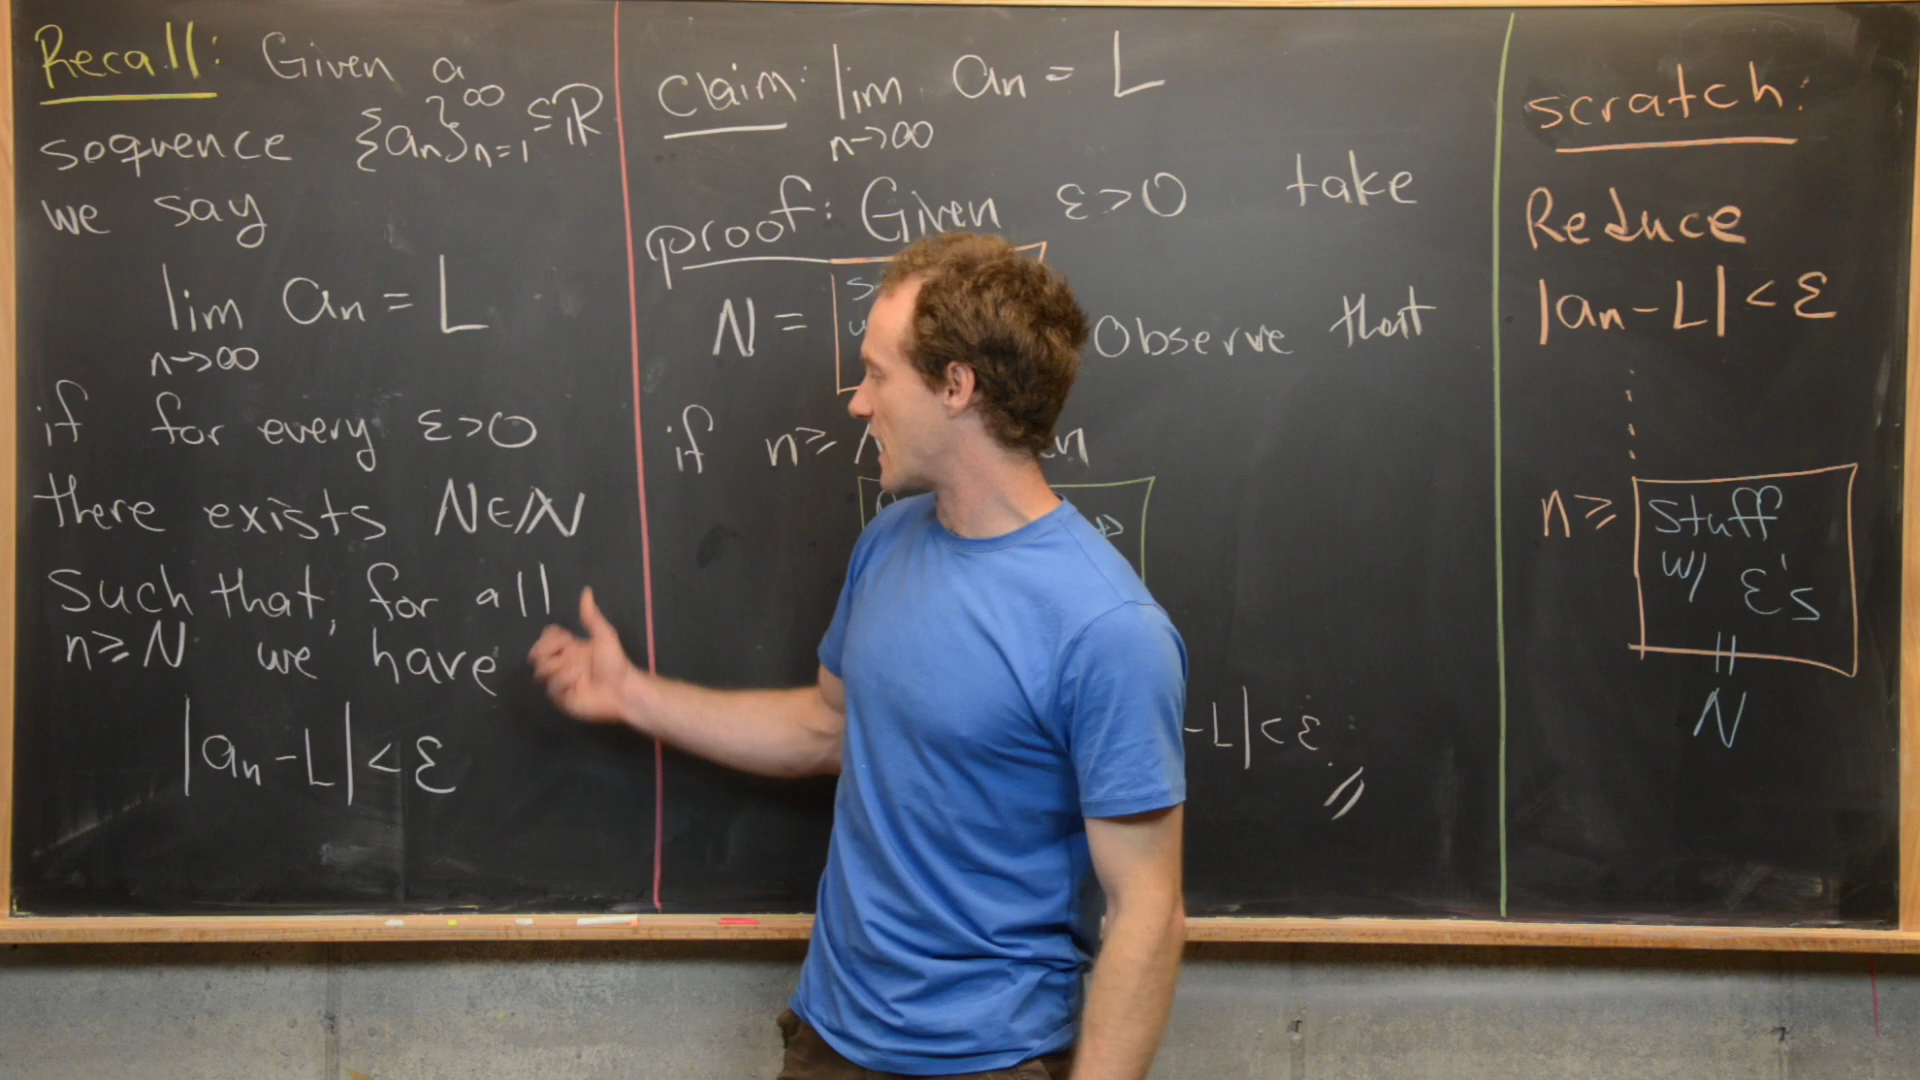 Recall: Given a
sequence {an}∞n=1 ⊆ ℝ
we say
lim an = L
n→∞
if for every ε>0
there exists N∈ℕ
Such that, for all
n≥N we have
|an-L|<ε
Claim: lim an = L
n→∞
proof: Given ε>0 take
N = Observe that
if n≥
-L|<ε.
scratch:
Reduce
|an-L|<ε
n≥ stuff
w/ ε's
=
N